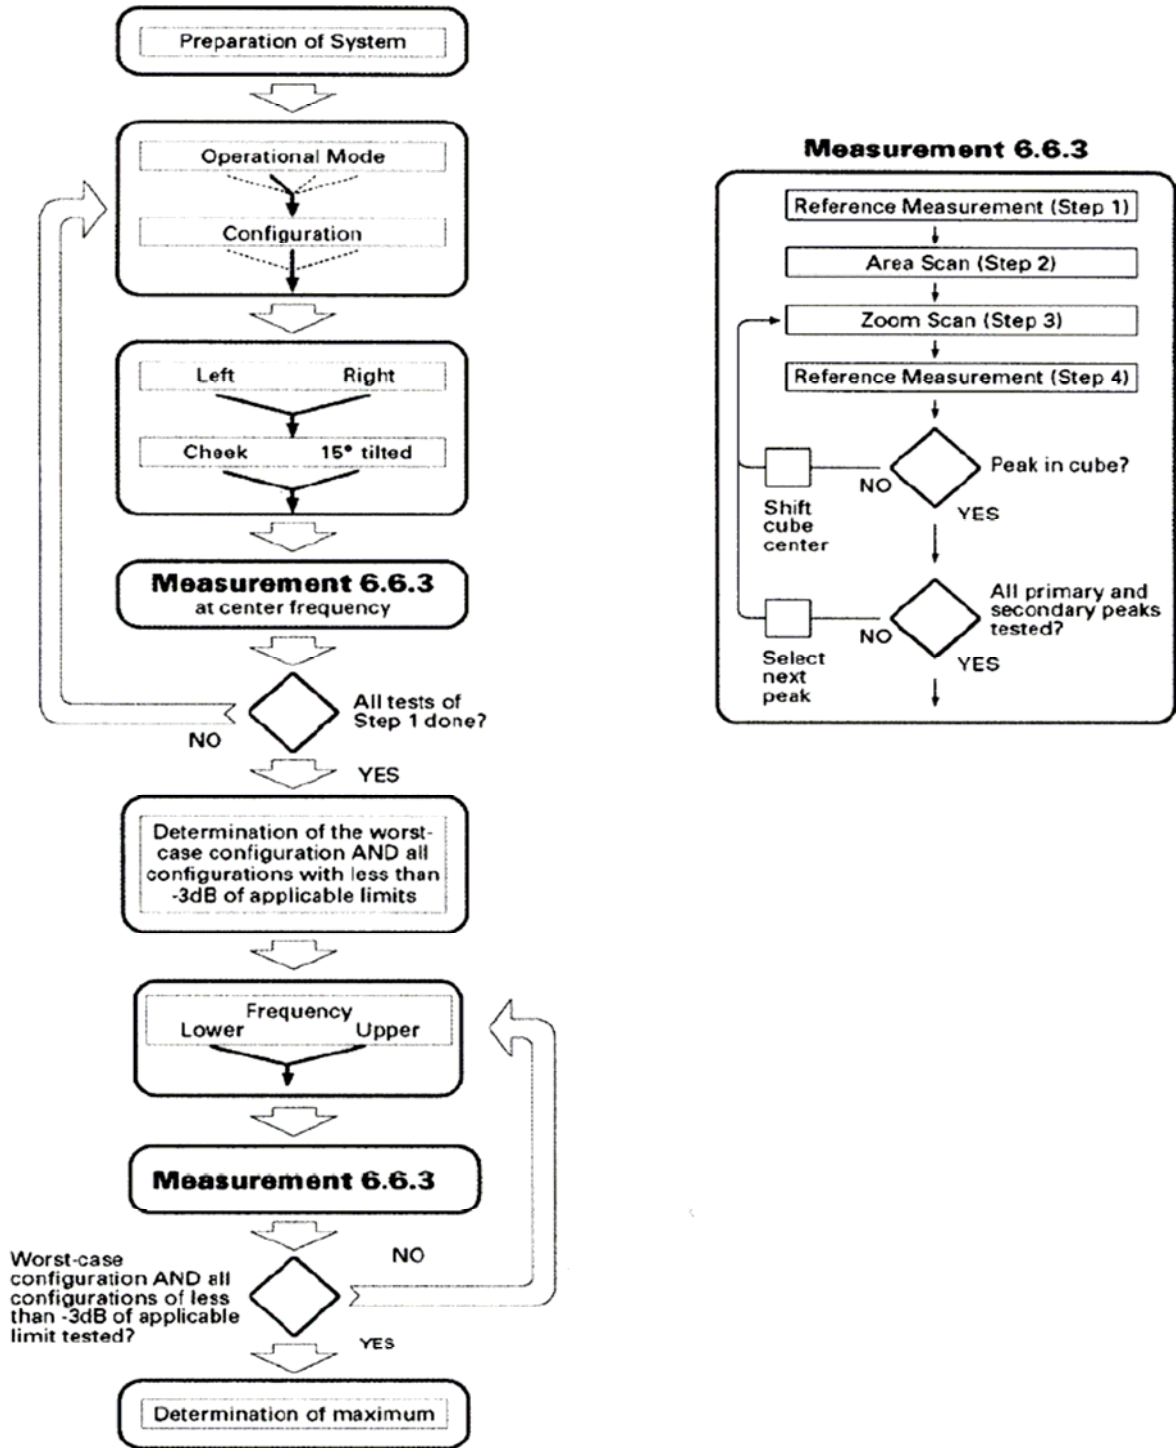 Preparation of System
Operational Mode
Configuration
Left Right
Cheek 15° tilted
Measurement 6.6.3
at center frequency
All tests of
Step 1 done?
NO
YES
Determination of the worst-
case configuration AND all
configurations with less than
-3dB of applicable limits
Frequency
Lower Upper
Measurement 6.6.3
Worst-case
configuration AND all
configurations of less
than -3dB of applicable
limit tested?
NO
YES
Determination of maximum
Measurement 6.6.3
Reference Measurement (Step 1)
Area Scan (Step 2)
Zoom Scan (Step 3)
Reference Measurement (Step 4)
Peak in cube?
NO
YES
Shift
cube
center
All primary and
secondary peaks
tested?
NO
YES
Select
next
peak